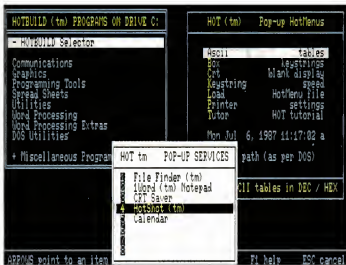 HOTBUILD (tm) PROGRAMS ON DRIVE C:
- HOTBUILD Selector
Communications
Graphics
Programming Tools
Spread Sheets
Utilities
Word Processing
Word Processing Extras
DOS Utilities
+ Miscellaneous Program
HOT (tm) Pop-up HotMenus
Ascii tables
Box keystrings
Crt blank display
Keystring speed
Load HotMenu file
Printer settings
Tutor HOT tutorial
Mon Jul 6, 1987 11:17:02 a
path (as per DOS)
CII tables in DEC / HEX
HOT tm POP-UP SERVICES
File Finder (tm)
1Word (tm) Notepad
CRT Saver
4 HotShot (tm)
Calendar
ARROWS point to an item
F1 help ESC cancel